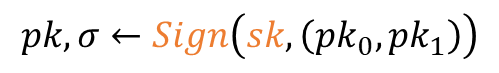 pk, σ ← Sign(sk, (pk₀, pk₁))